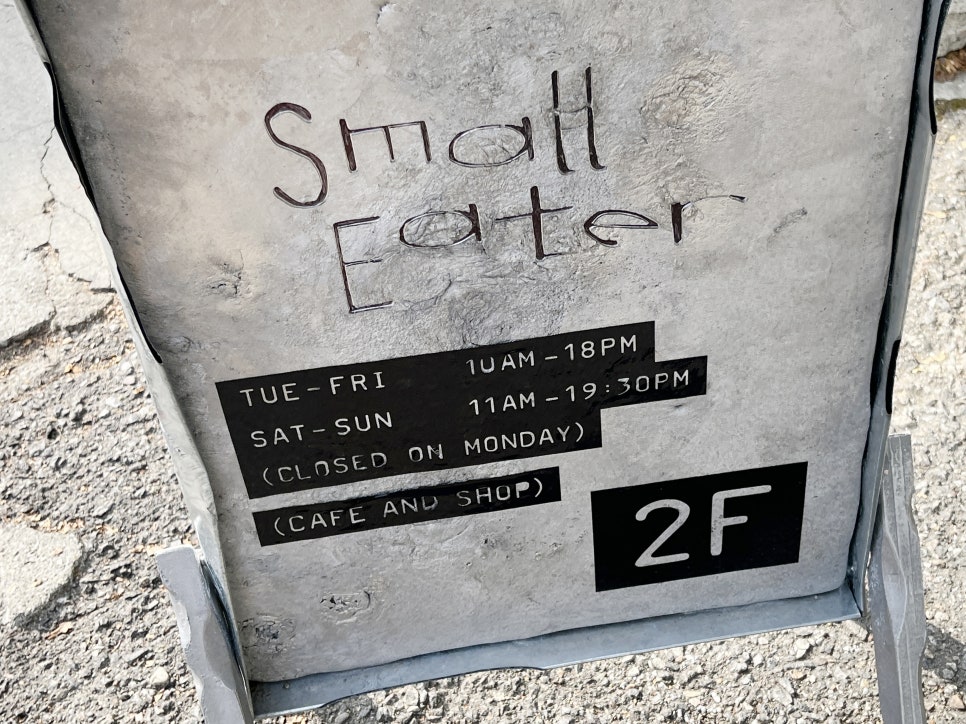 Small
Eater
TUE-FRI 10AM-18PM
SAT-SUN 11AM-19:30PM
(CLOSED ON MONDAY)
(CAFE AND SHOP)
2F